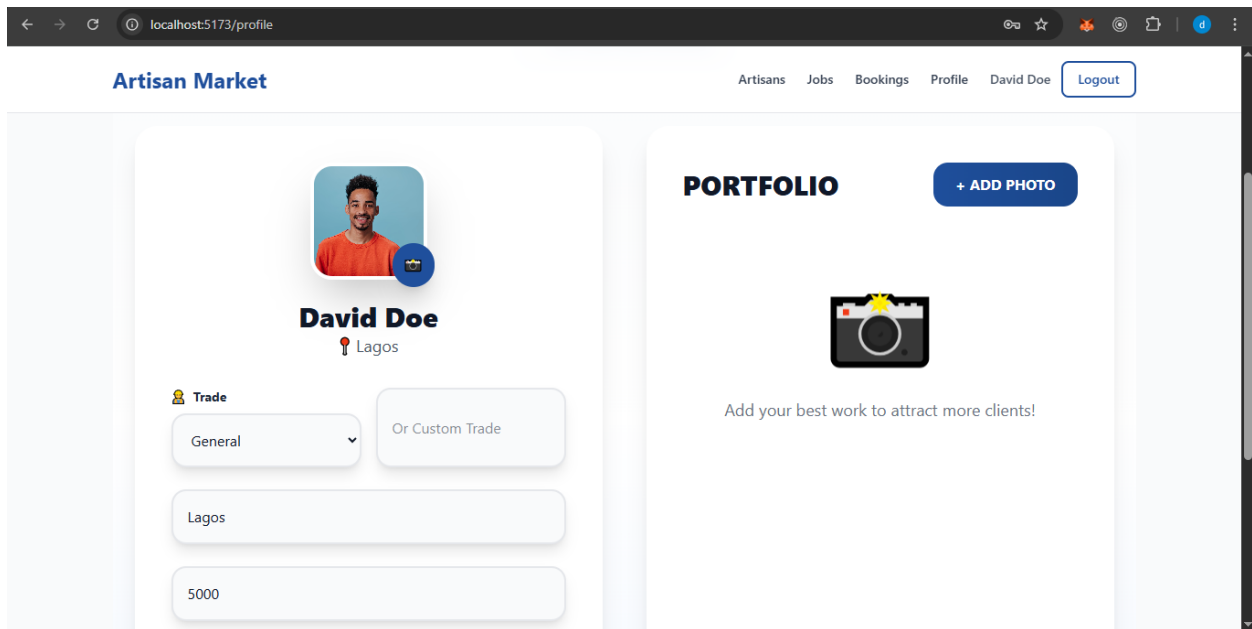 localhost:5173/profile
d
Artisan Market
Artisans Jobs Bookings Profile David Doe Logout
PORTFOLIO
+ ADD PHOTO
David Doe
Lagos
Trade
General
Or Custom Trade
Lagos
5000
Add your best work to attract more clients!